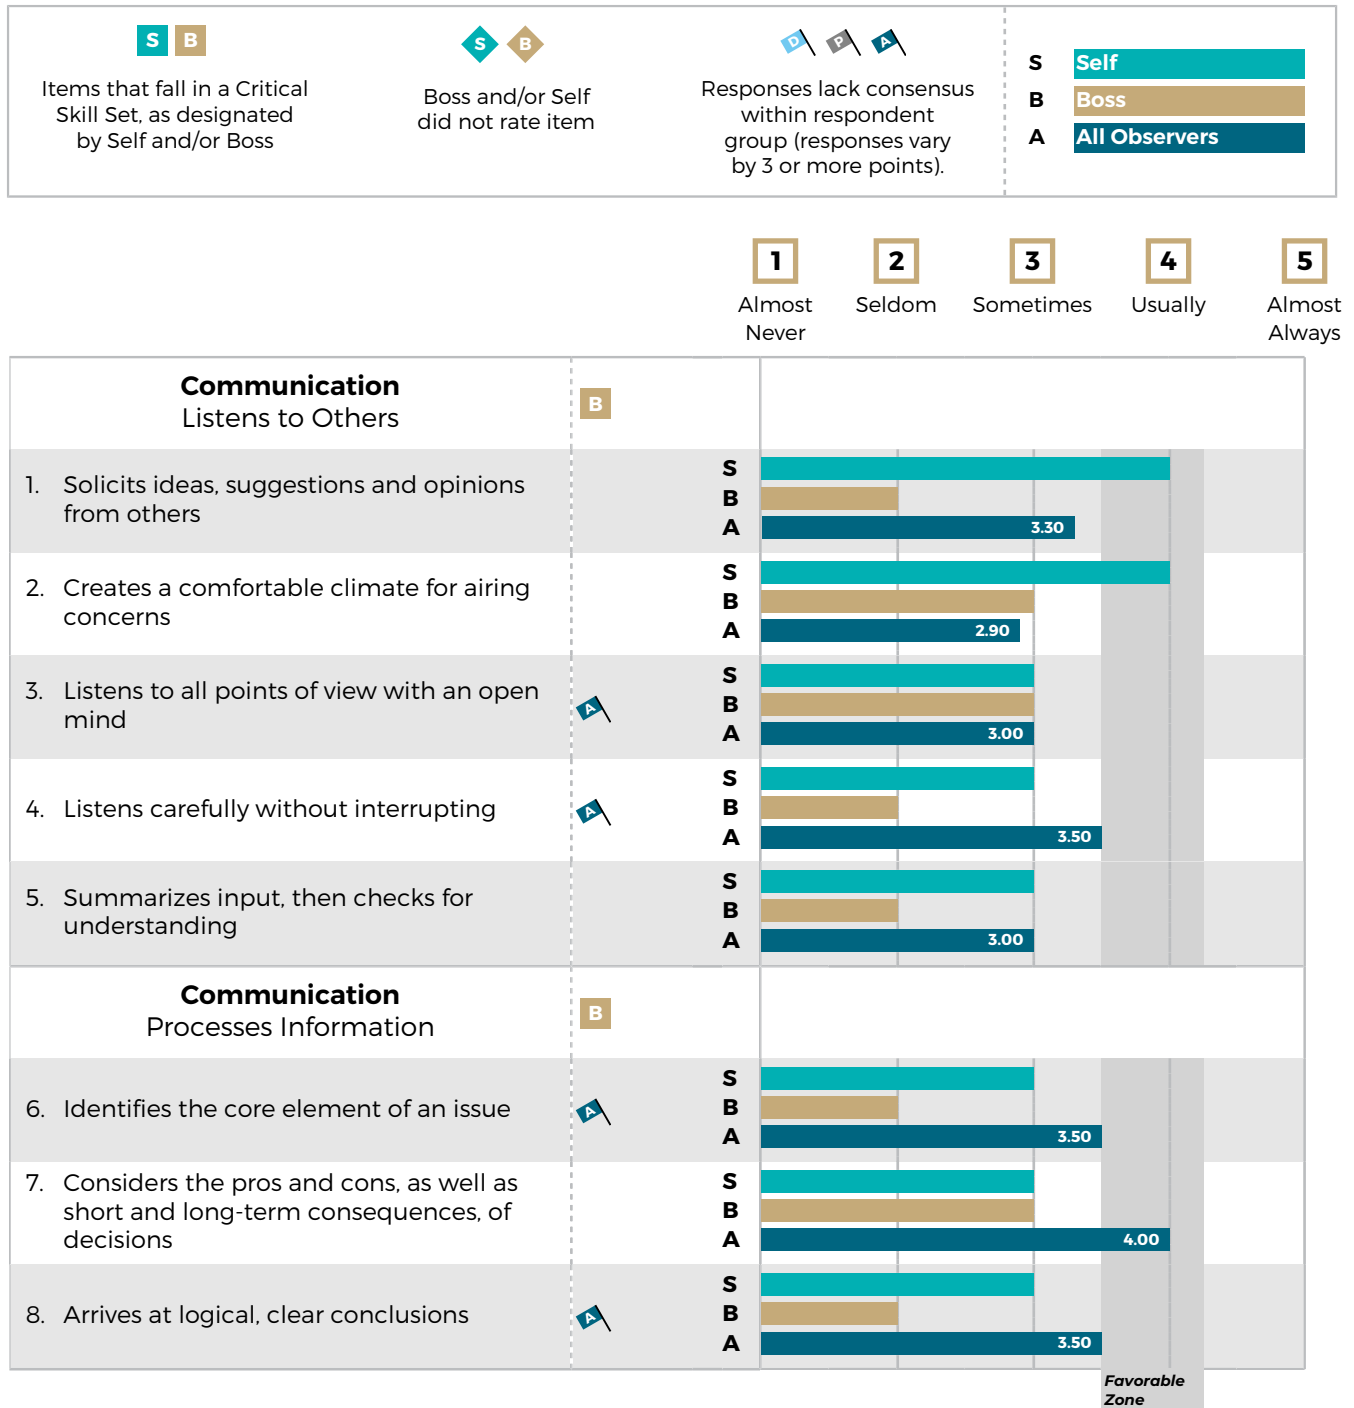 S B
Items that fall in a Critical
Skill Set, as designated
by Self and/or Boss
S B
Boss and/or Self
did not rate item
D P A
Responses lack consensus
within respondent
group (responses vary
by 3 or more points).
S Self
B Boss
A All Observers
1 2 3 4 5
Almost Never
Seldom
Sometimes
Usually
Almost Always
Communication
Listens to Others
B
1. Solicits ideas, suggestions and opinions
from others
S
B
A 3.30
2. Creates a comfortable climate for airing
concerns
S
B
A 2.90
3. Listens to all points of view with an open
mind
A
S
B
A 3.00
4. Listens carefully without interrupting
A
S
B
A 3.50
5. Summarizes input, then checks for
understanding
S
B
A 3.00
Communication
Processes Information
B
6. Identifies the core element of an issue
A
S
B
A 3.50
7. Considers the pros and cons, as well as
short and long-term consequences, of
decisions
S
B
A 4.00
8. Arrives at logical, clear conclusions
A
S
B
A 3.50
Favorable
Zone